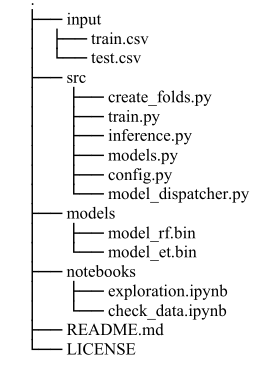 .
input
train.csv
test.csv
src
create_folds.py
train.py
inference.py
models.py
config.py
model_dispatcher.py
models
model_rf.bin
model_et.bin
notebooks
exploration.ipynb
check_data.ipynb
README.md
LICENSE